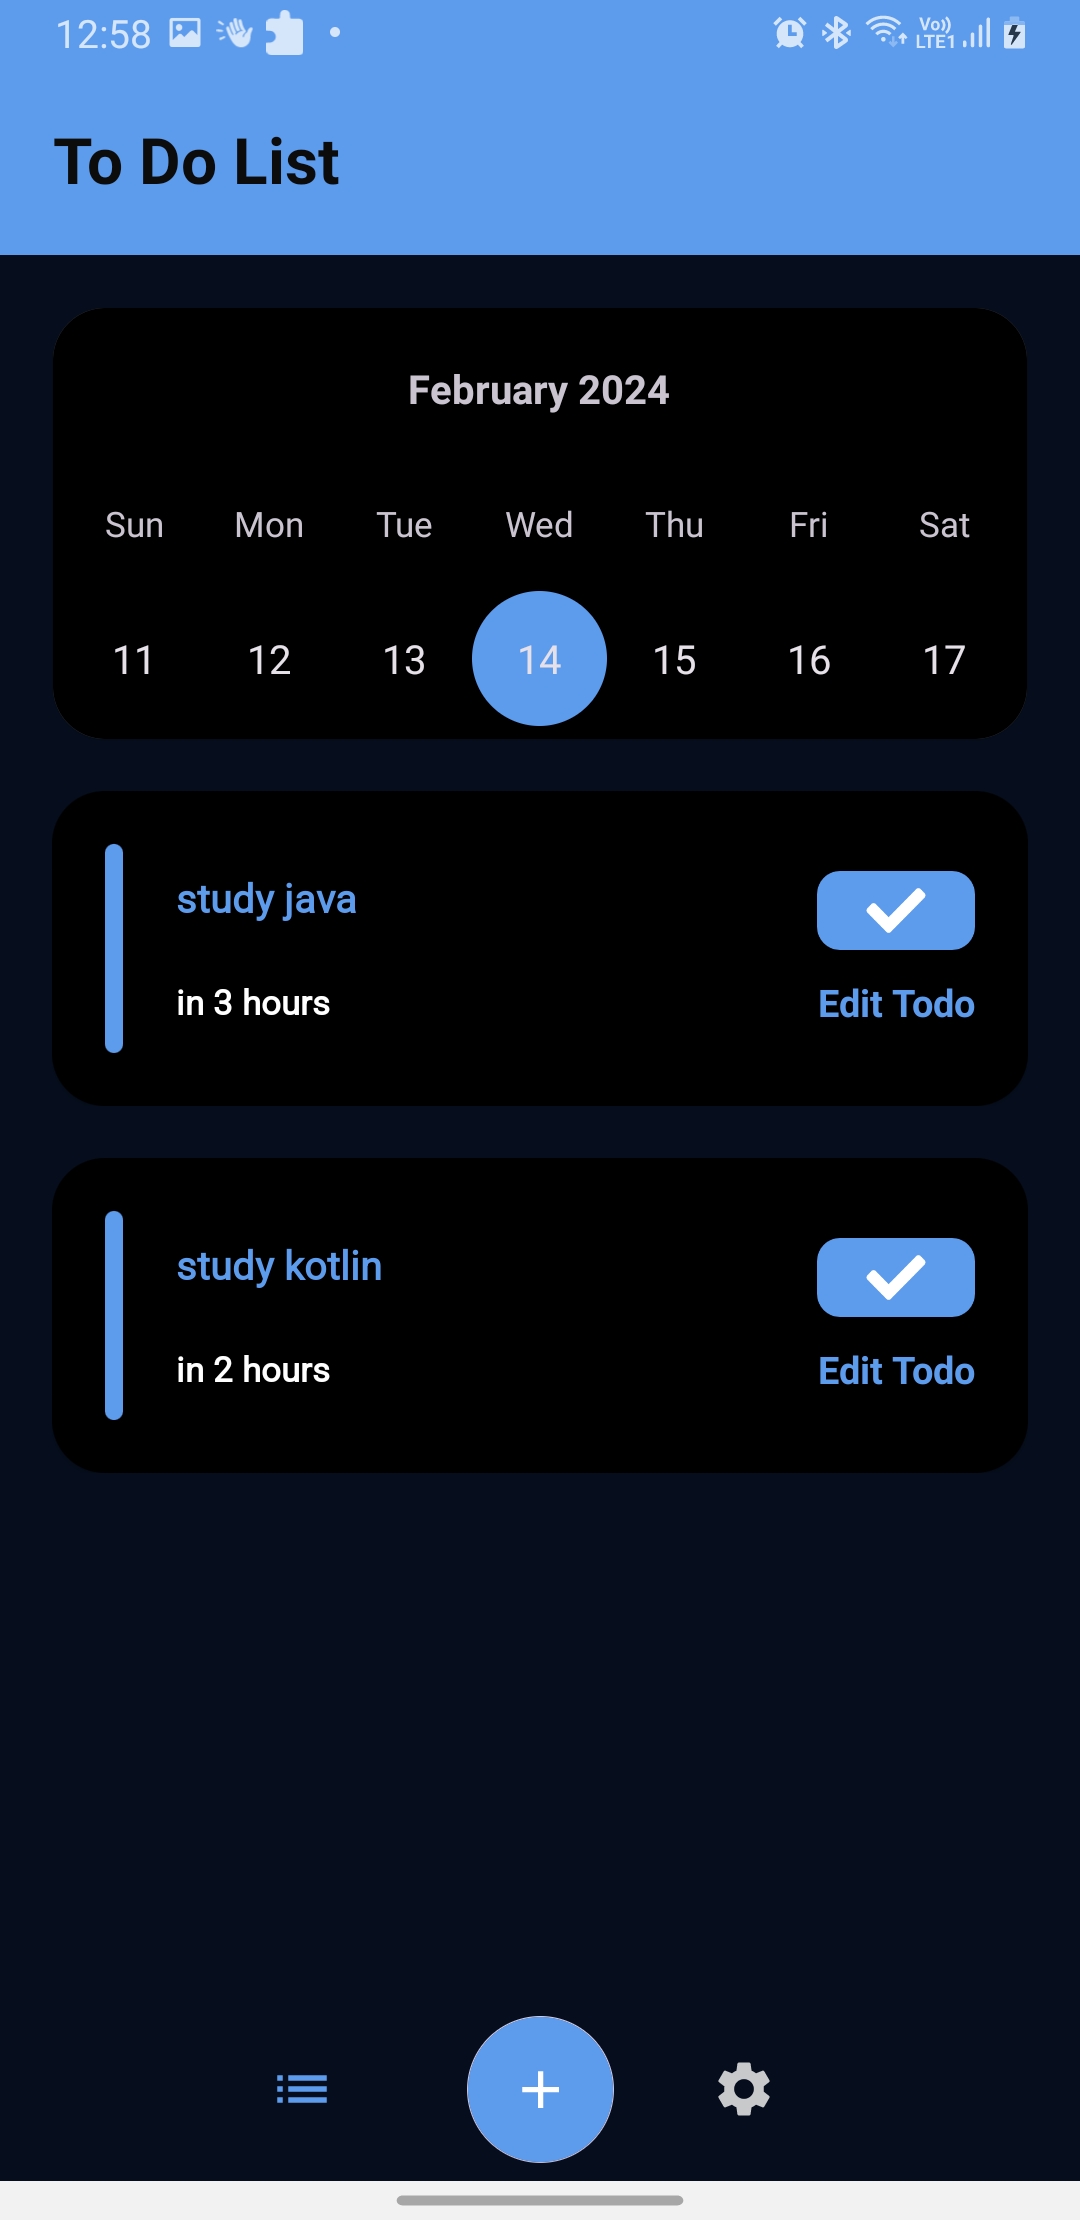 12:58 Vo)) LTE1
To Do List
February 2024
Sun Mon Tue Wed Thu Fri Sat
11 12 13 14 15 16 17
study java
in 3 hours
Edit Todo
study kotlin
in 2 hours
Edit Todo